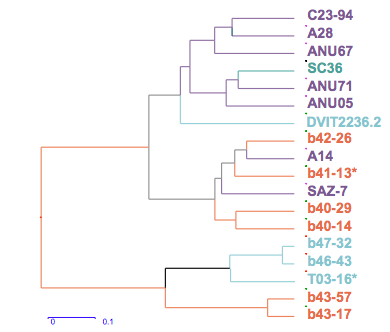 C23-94
A28
ANU67
SC36
ANU71
ANU05
DVIT2236.2
b42-26
A14
b41-13*
SAZ-7
b40-29
b40-14
b47-32
b46-43
T03-16*
b43-57
b43-17
0 0.1